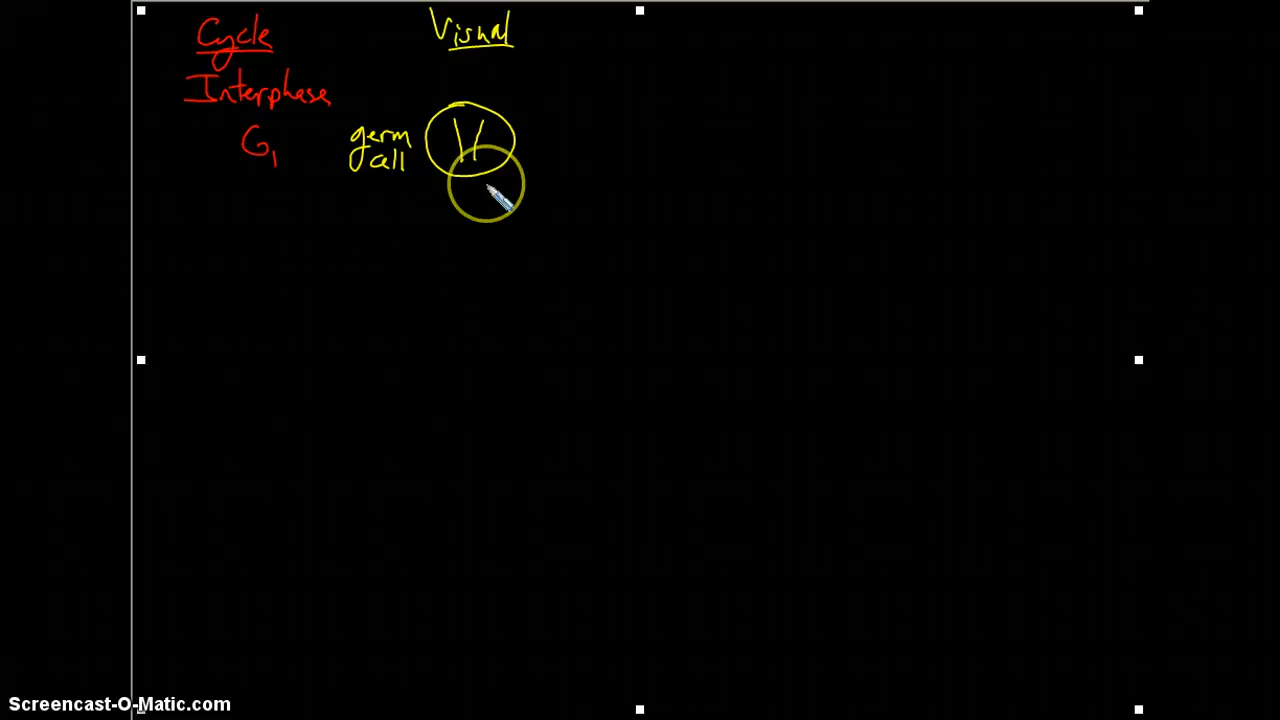 Cycle
Visual
Interphase
G1
germ
cell
Screencast-O-Matic.com